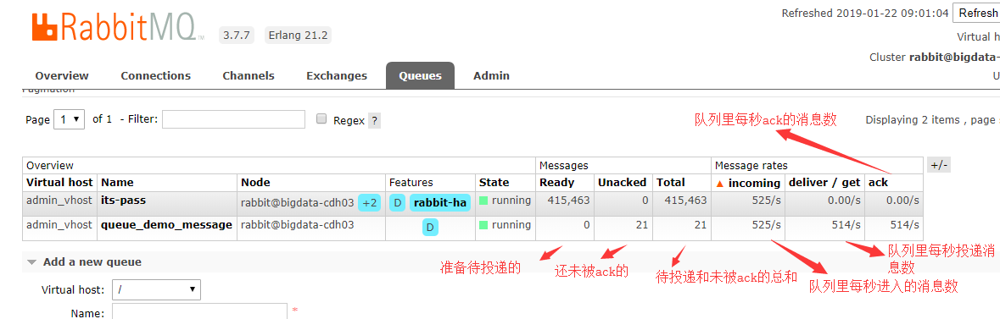 Refreshed 2019-01-22 09:01:04 Refresh
RabbitMQ TM 3.7.7 Erlang 21.2
Virtual h
Cluster rabbit@bigdata-
U
Overview Connections Channels Exchanges Queues Admin
Pagination
Page 1 of 1 - Filter: Regex ?
队列里每秒ack的消息数
Displaying 2 items , page
Overview Messages Message rates +/-
Virtual host Name Node Features State Ready Unacked Total ▲ incoming deliver / get ack
admin_vhost its-pass rabbit@bigdata-cdh03 +2 D rabbit-ha running 415,463 0 415,463 525/s 0.00/s 0.00/s
admin_vhost queue_demo_message rabbit@bigdata-cdh03 D running 0 21 21 525/s 514/s 514/s
准备待投递的
还未被ack的
待投递和未被ack的总和
队列里每秒进入的消息数
队列里每秒投递消
息数
Add a new queue
Virtual host: /
Name: *